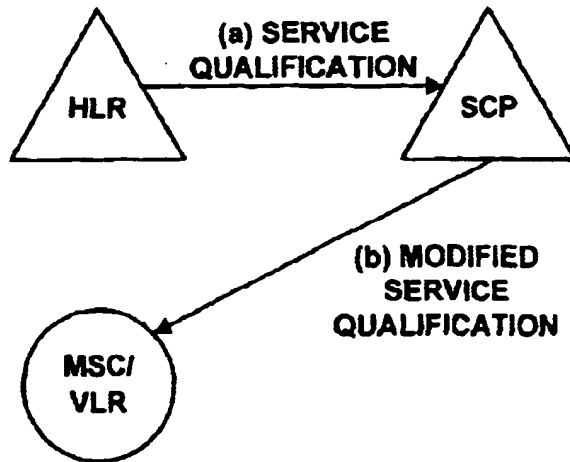 (a) SERVICE
QUALIFICATION
HLR
SCP
(b) MODIFIED
SERVICE
QUALIFICATION
MSC/
VLR